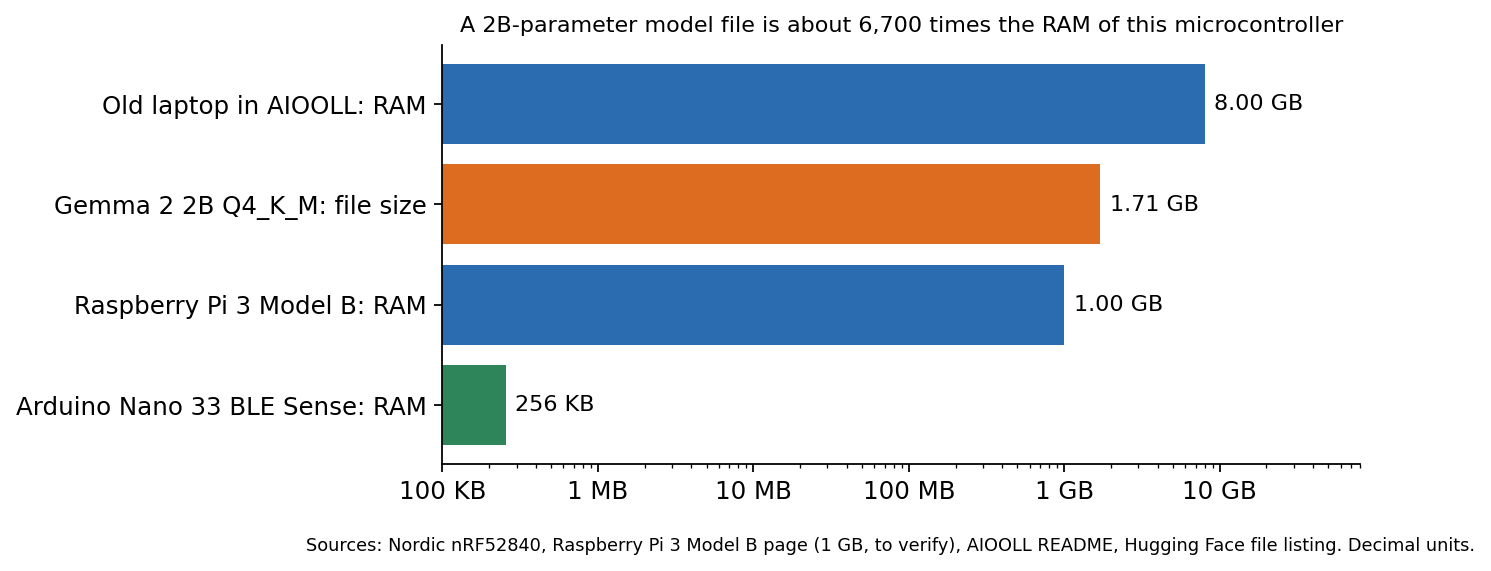 A 2B-parameter model file is about 6,700 times the RAM of this microcontroller
Old laptop in AIOOLL: RAM
8.00 GB
Gemma 2 2B Q4_K_M: file size
1.71 GB
Raspberry Pi 3 Model B: RAM
1.00 GB
Arduino Nano 33 BLE Sense: RAM
256 KB
100 KB 1 MB 10 MB 100 MB 1 GB 10 GB
Sources: Nordic nRF52840, Raspberry Pi 3 Model B page (1 GB, to verify), AIOOLL README, Hugging Face file listing. Decimal units.